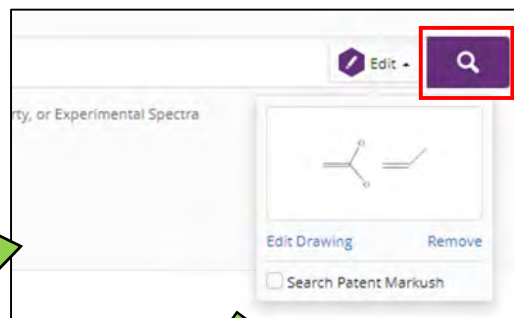 Edit
rty, or Experimental Spectra
O
O
Edit Drawing Remove
Search Patent Markush